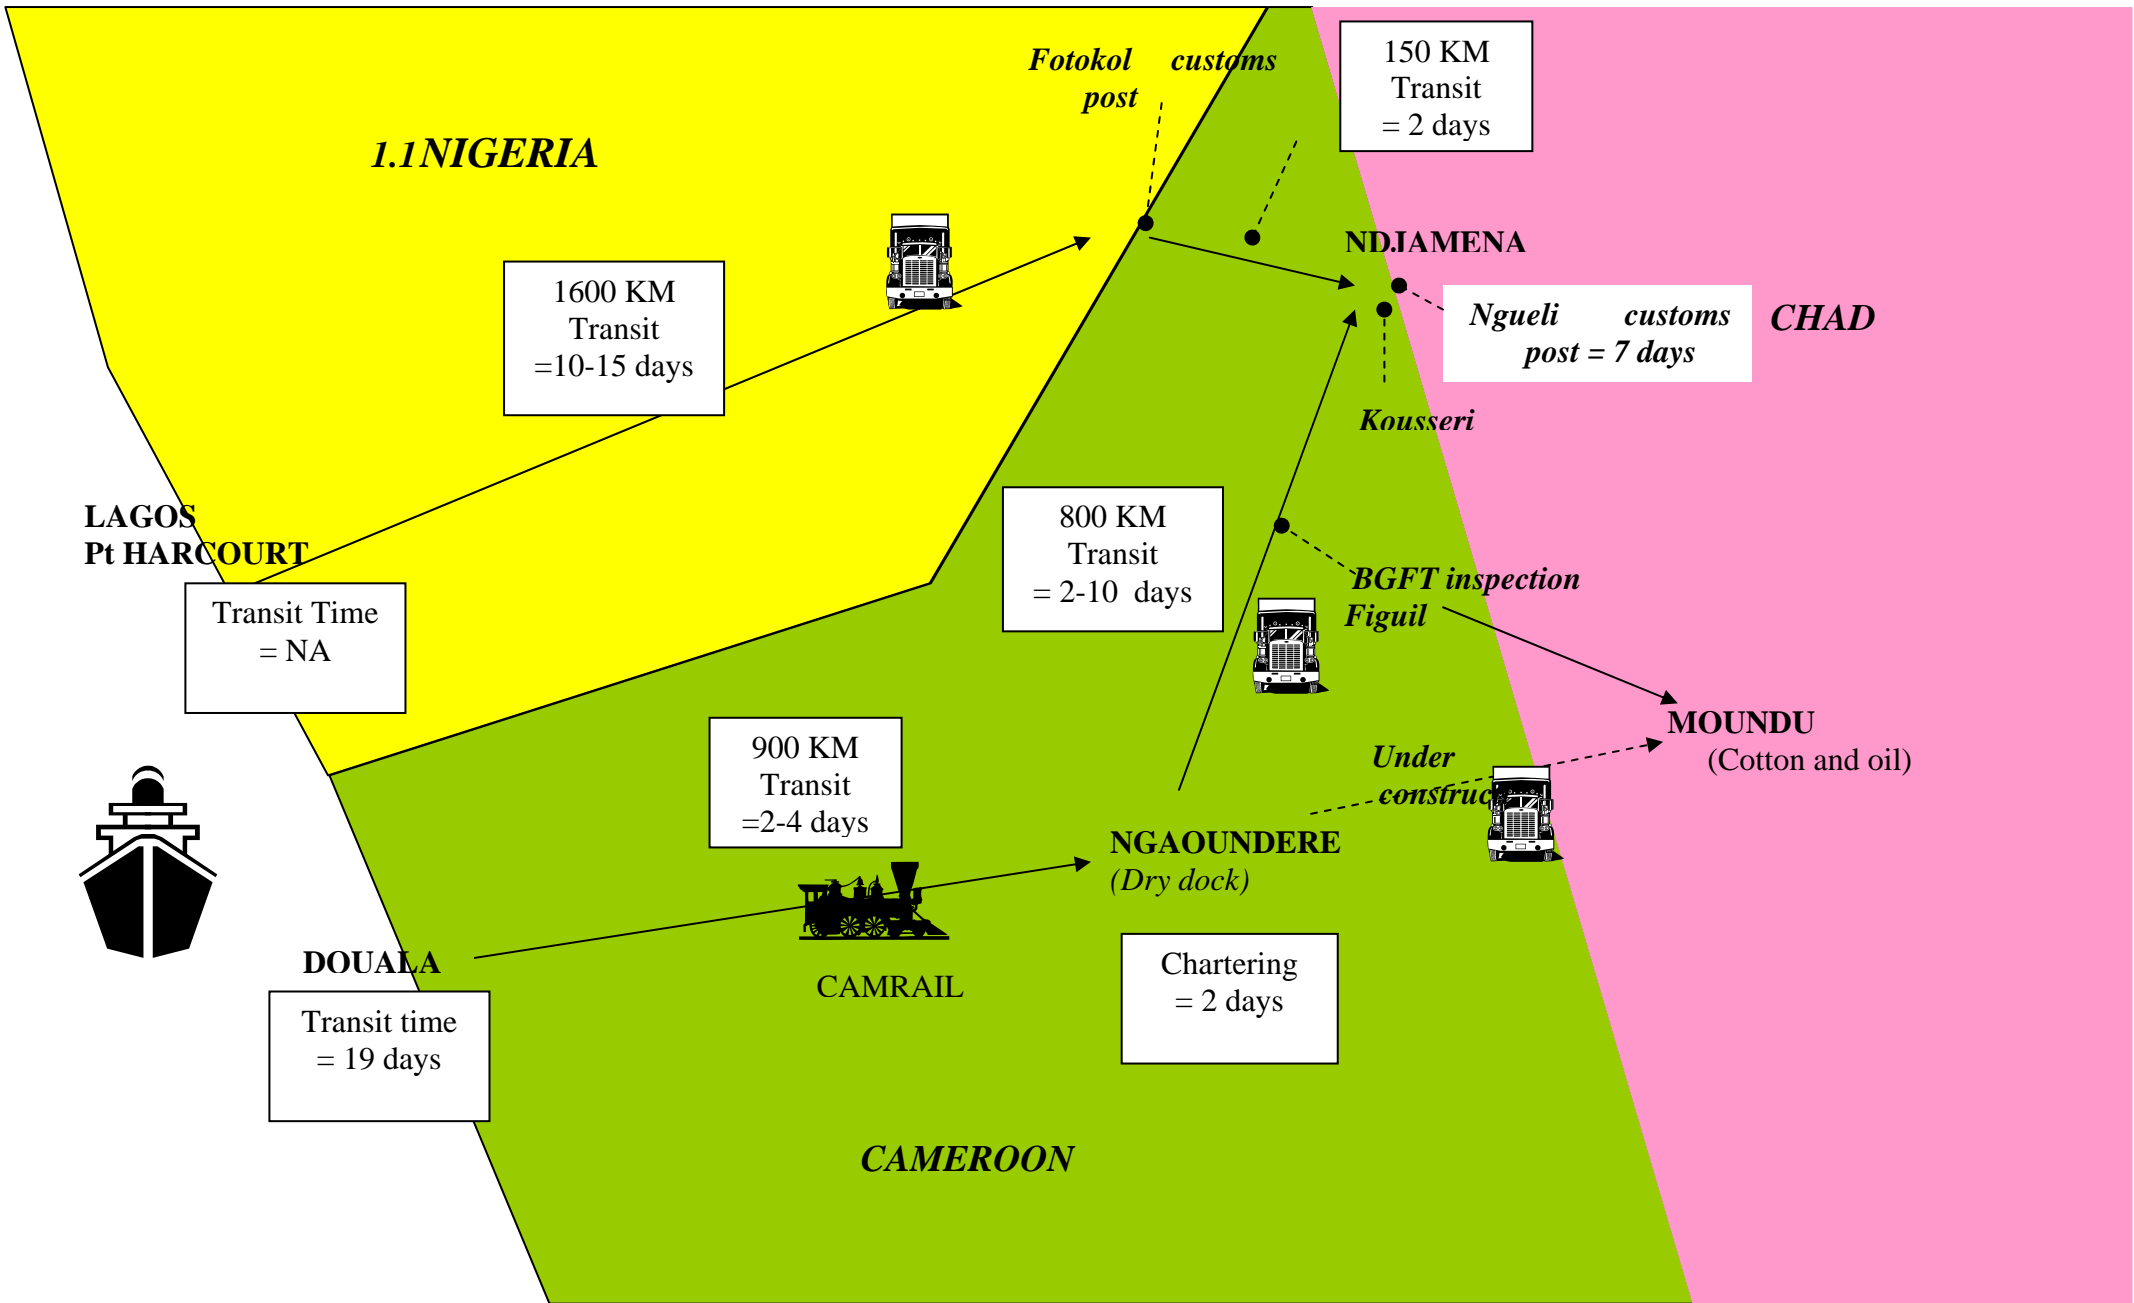 Fotokol customs
post
150 KM
Transit
= 2 days
1.1NIGERIA
NDJAMENA
1600 KM
Transit
=10-15 days
Ngueli customs
post = 7 days
CHAD
Kousseri
LAGOS
Pt HARCOURT
800 KM
Transit
= 2-10 days
BGFT inspection
Figuil
Transit Time
= NA
MOUNDU
(Cotton and oil)
900 KM
Transit
=2-4 days
Under
construc
NGAOUNDERE
(Dry dock)
DOUALA
CAMRAIL
Chartering
= 2 days
Transit time
= 19 days
CAMEROON